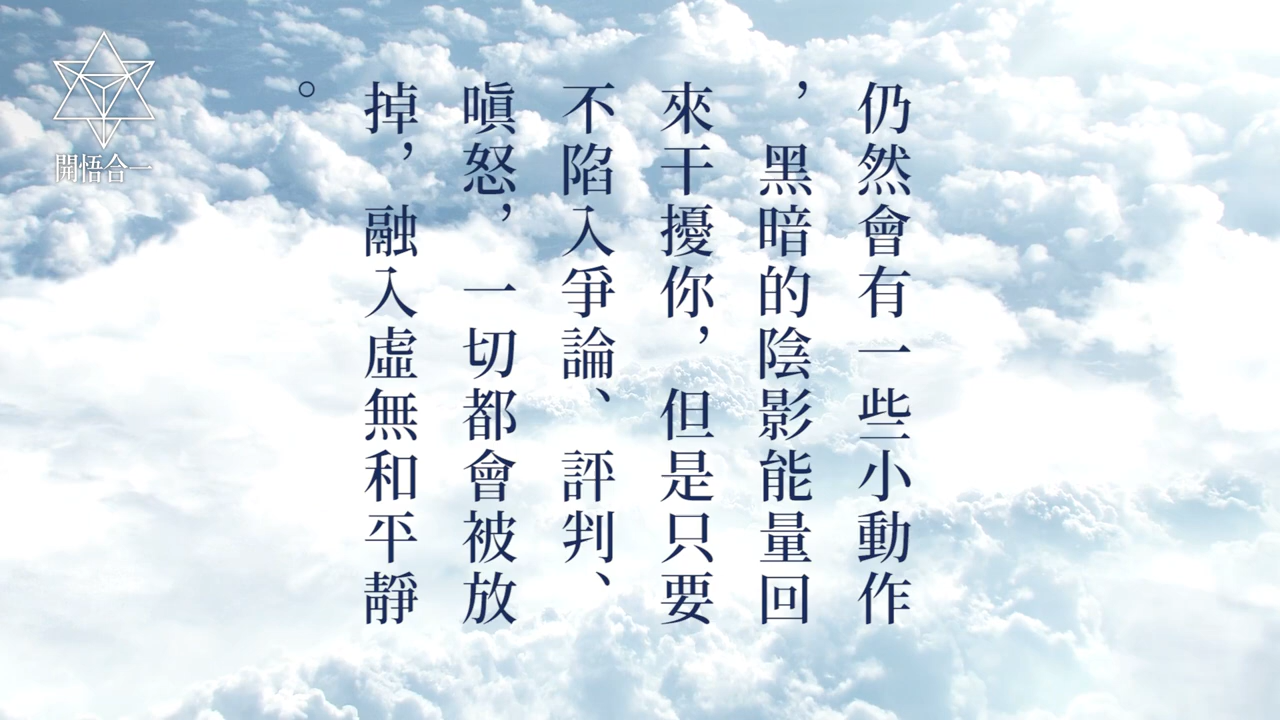 仍然會有一些小動作
，黑暗的陰影能量回
來干擾你，但是只要
不陷入爭論、評判、
嗔怒，一切都會被放
掉，融入虛無和平靜
。
開悟合一